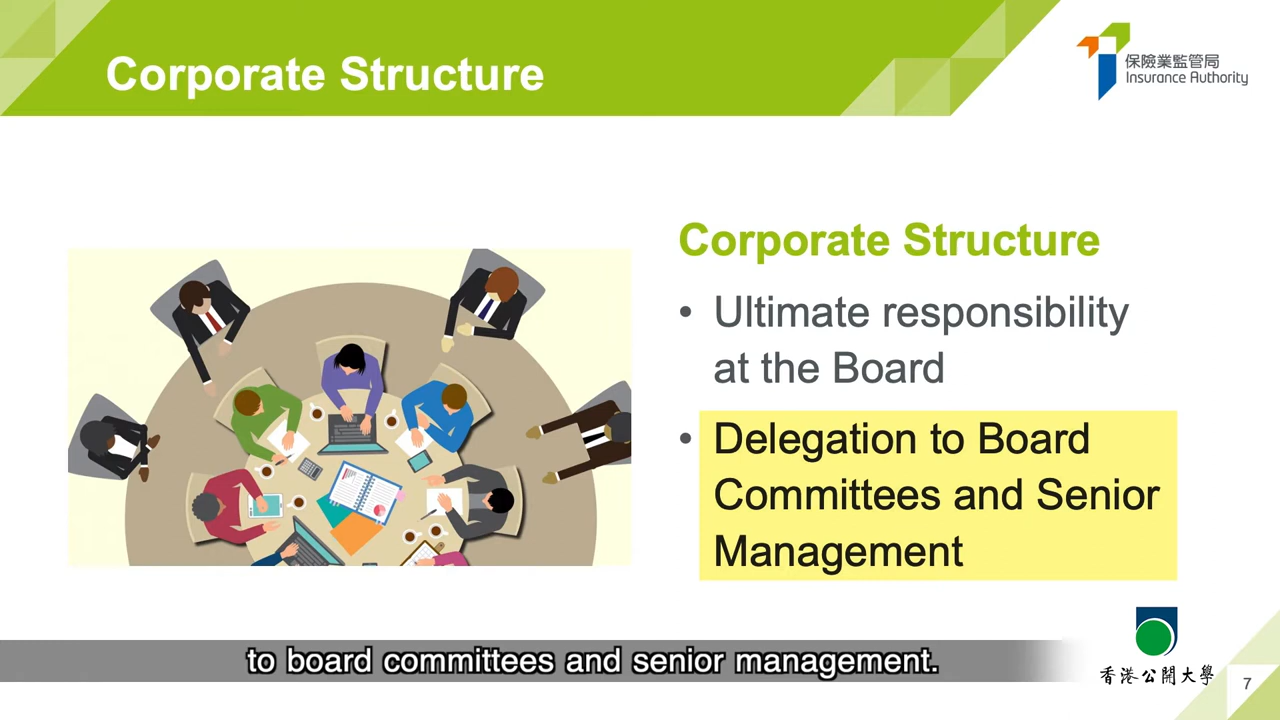 Corporate Structure
保險業監管局
Insurance Authority
Corporate Structure
• Ultimate responsibility
at the Board
• Delegation to Board
Committees and Senior
Management
to board committees and senior management.
香港公開大學
7